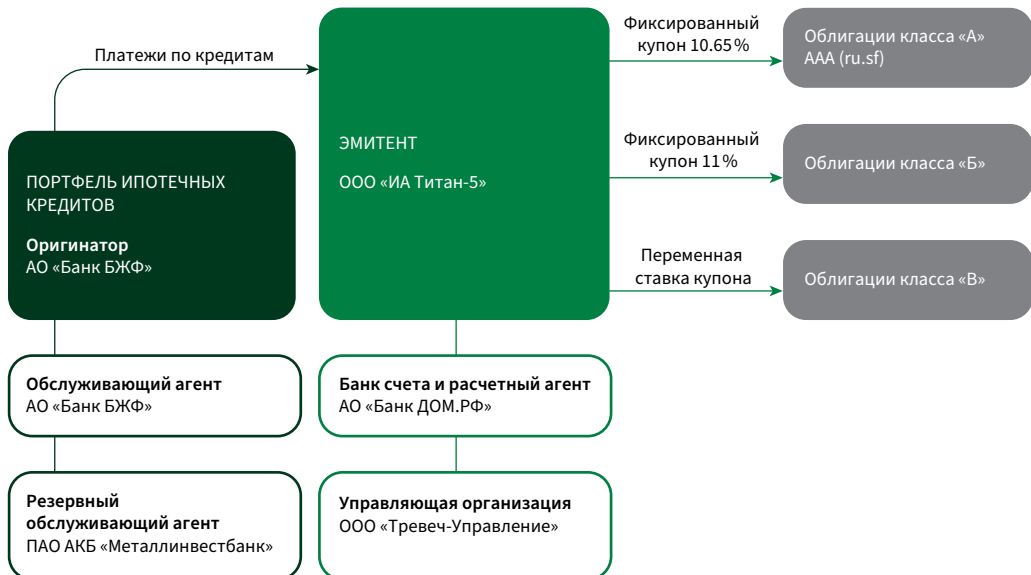 Платежи по кредитам
ПОРТФЕЛЬ ИПОТЕЧНЫХ
КРЕДИТОВ
Оригинатор
АО «Банк БЖФ»
Обслуживающий агент
АО «Банк БЖФ»
Резервный
обслуживающий агент
ПАО АКБ «Металлинвестбанк»
ЭМИТЕНТ
ООО «ИА Титан-5»
Банк счета и расчетный агент
АО «Банк ДОМ.РФ»
Управляющая организация
ООО «Тревеч-Управление»
Фиксированный
купон 10.65%
Облигации класса «А»
AAA (ru.sf)
Фиксированный
купон 11%
Облигации класса «Б»
Переменная
ставка купона
Облигации класса «В»